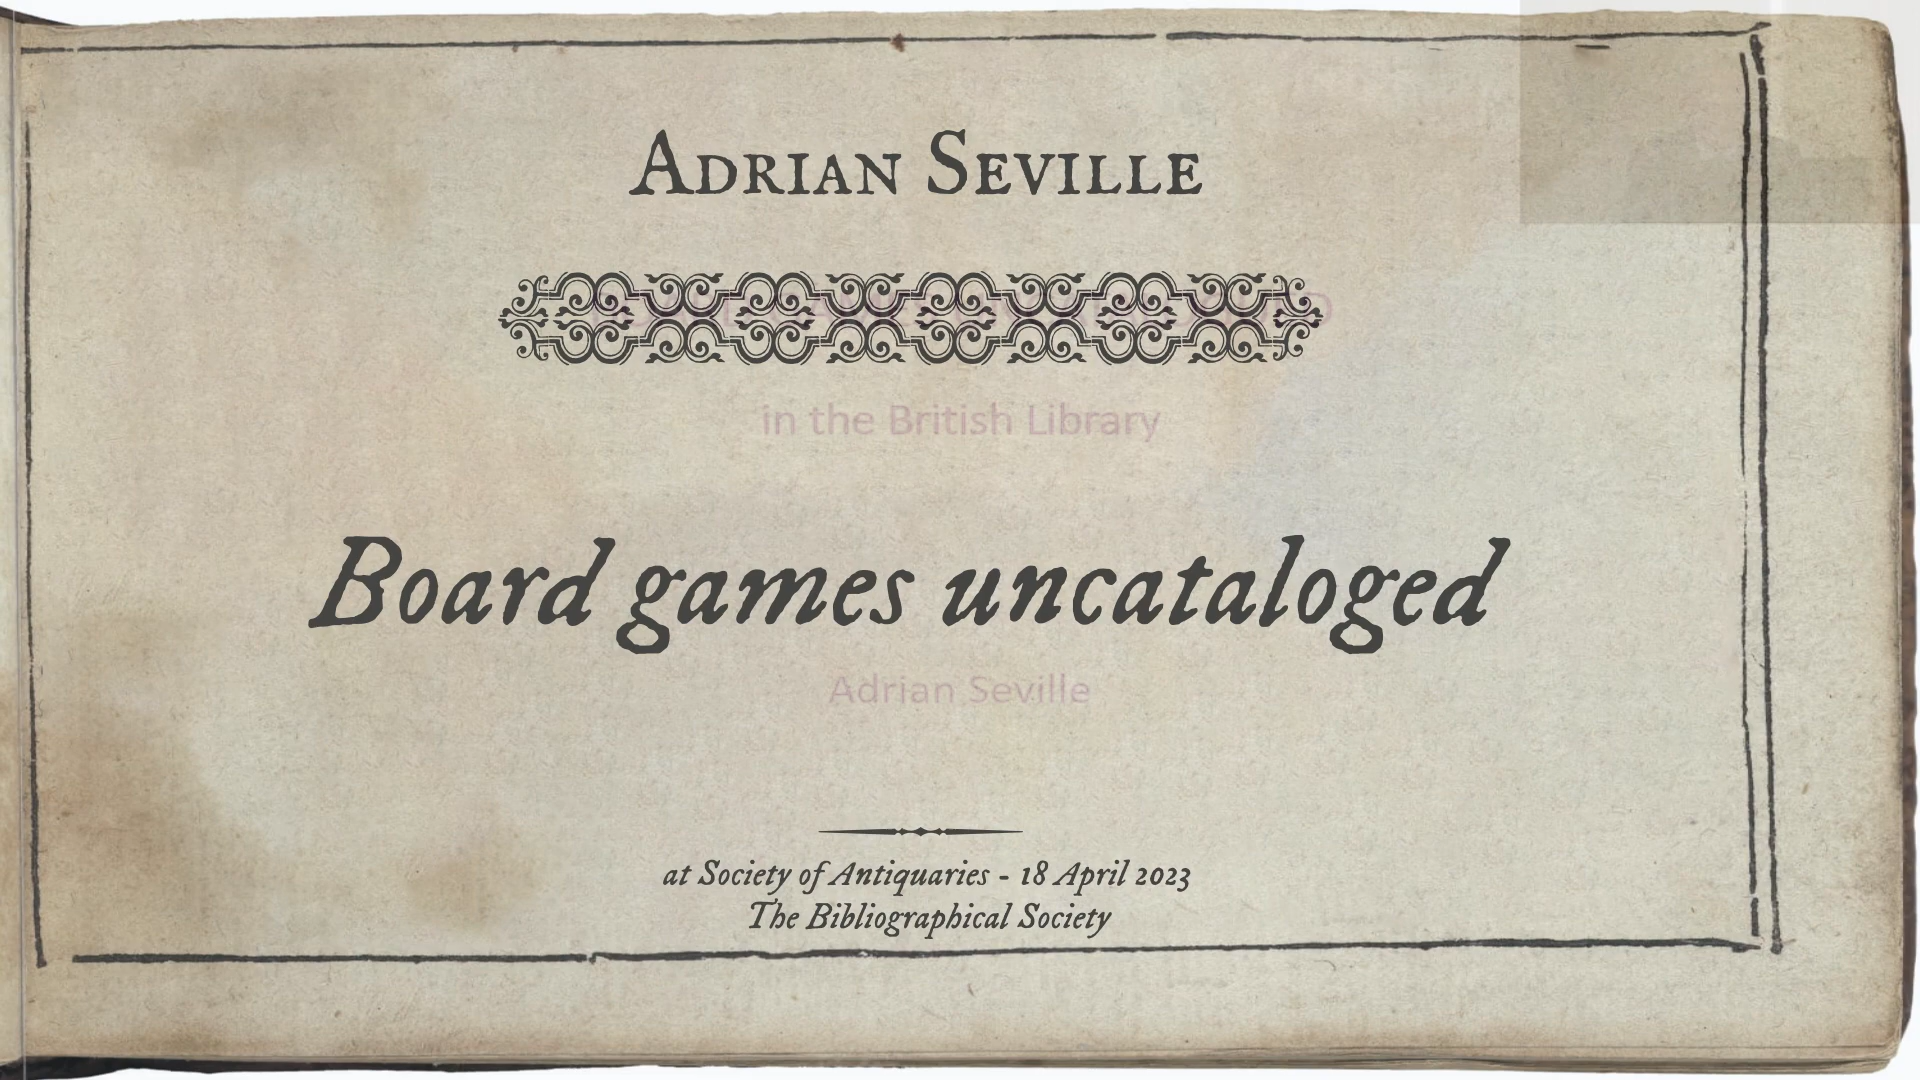 Adrian Seville
in the British Library
Board games uncataloged
Adrian Seville
at Society of Antiquaries - 18 April 2023
The Bibliographical Society